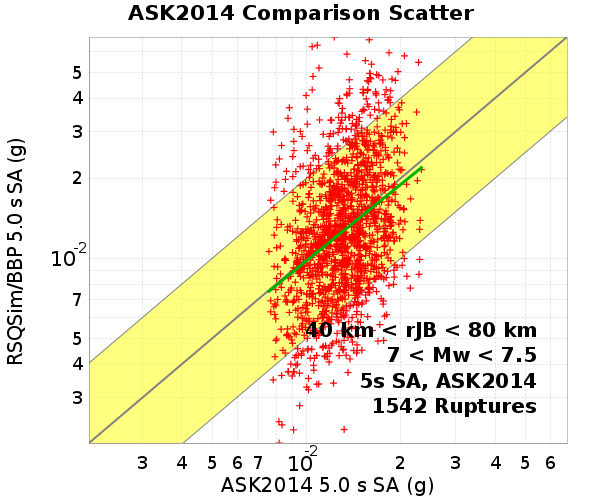 ASK2014 Comparison Scatter
RSQSim/BBP 5.0 s SA (g)
5
4
3
2
10-2
7
5
4
3
40 km < rJB < 80 km
7 < Mw < 7.5
5s SA, ASK2014
1542 Ruptures
3 4 5 6 7 10-2 2 3 4 5 6
ASK2014 5.0 s SA (g)